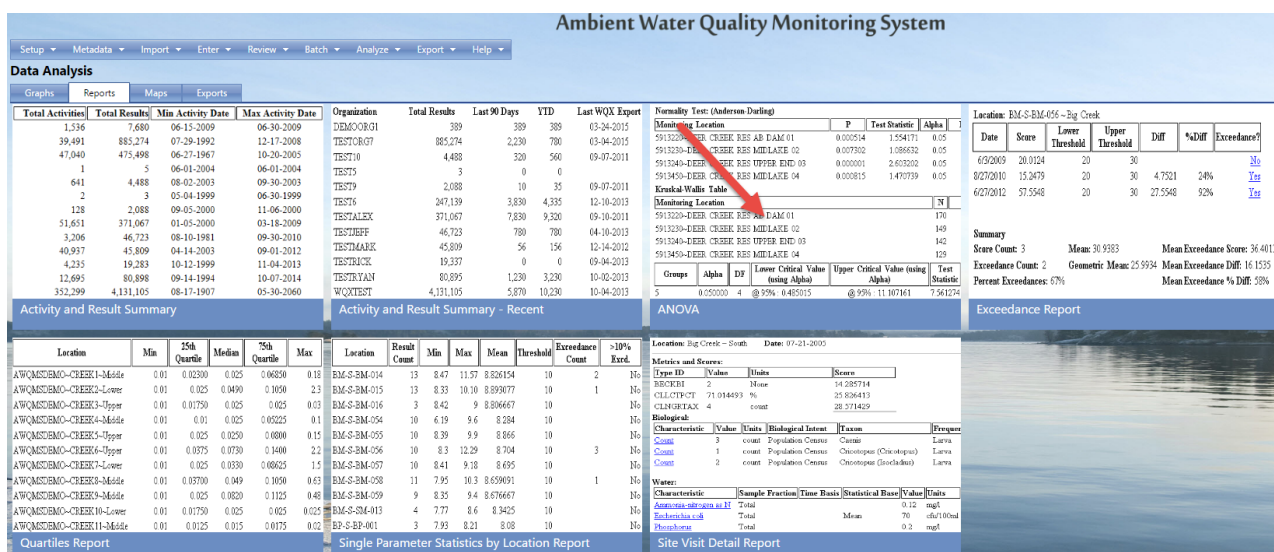 Ambient Water Quality Monitoring System
Setup Metadata Import Enter Review Batch Analyze Export Help
Data Analysis
Graphs Reports Maps Exports
Total Activities Total Results Min Activity Date Max Activity Date
1,536 7,680 06-15-2009 06-30-2009
39,491 885,274 07-29-1992 12-17-2008
47,040 475,498 06-27-1967 10-20-2005
1 5 06-01-2004 06-01-2004
641 4,488 08-02-2003 09-30-2003
2 3 05-04-1999 06-30-1999
128 2,088 09-05-2000 11-06-2000
51,651 371,067 01-05-2000 03-18-2009
3,206 46,723 08-10-1981 09-30-2010
40,937 45,809 04-14-2003 09-01-2012
4,235 19,283 10-12-1999 11-04-2013
12,695 80,898 09-14-1994 10-07-2014
352,299 4,131,105 08-17-1907 05-30-2060
Activity and Result Summary
Organization Total Results Last 90 Days YTD Last WQX Export
DEMOORG1 389 389 389 03-24-2015
TESTORG7 885,274 2,230 780 03-04-2015
TEST10 4,488 320 560 09-07-2011
TEST5 3 0 0
TEST9 2,088 10 35 09-07-2011
TEST6 247,139 3,830 4,335 12-10-2013
TESTALEX 371,067 7,830 9,320 09-10-2011
TESTJEFF 46,723 780 780 04-10-2013
TESTMARK 45,809 56 156 12-14-2012
TESTRICK 19,337 0 0 09-04-2013
TESTRYAN 80,895 1,230 3,230 10-02-2013
WQXTEST 4,131,105 5,870 10,230 10-04-2013
Activity and Result Summary - Recent
Normality Test: (Anderson-Darling)
Monitoring Location P Test Statistic Alpha
5913220~DEER CREEK RES AB DAM 01 0.000514 1.554171 0.05
5913230~DEER CREEK RES MIDLAKE 02 0.007302 1.086632 0.05
5913240~DEER CREEK RES UPPER END 03 0.000001 2.603202 0.05
5913450~DEER CREEK RES MIDLAKE 04 0.000815 1.470739 0.05
Kruskal-Wallis Table
Monitoring Location N
5913220~DEER CREEK RES AB DAM 01 170
5913230~DEER CREEK RES MIDLAKE 02 149
5913240~DEER CREEK RES UPPER END 03 142
5913450~DEER CREEK RES MIDLAKE 04 129
Groups Alpha DF Lower Critical Value (using Alpha) Upper Critical Value (using Alpha) Test Statistic
5 0.050000 4 @ 95% : 0.485015 @ 95% : 11.107161 7.561274
ANOVA
Location: BM-S-BM-056 ~ Big Creek
Date Score Lower Threshold Upper Threshold Diff %Diff Exceedance?
6/3/2009 20.0124 20 30 No
8/27/2010 15.2479 20 30 4.7521 24% Yes
6/27/2012 57.5548 20 30 27.5548 92% Yes
Summary
Score Count: 3 Mean: 30.9383 Mean Exceedance Score: 36.401
Exceedance Count: 2 Geometric Mean: 25.9934 Mean Exceedance Diff: 16.1535
Percent Exceedances: 67% Mean Exceedance % Diff: 58%
Exceedance Report
Location Min 25th Quartile Median 75th Quartile Max
AWQMSDEMO~CREEK1~Middle 0.01 0.02300 0.025 0.06850 0.18
AWQMSDEMO~CREEK2~Lower 0.01 0.025 0.0490 0.1050 2.3
AWQMSDEMO~CREEK3~Upper 0.01 0.01750 0.025 0.025 0.03
AWQMSDEMO~CREEK4~Middle 0.01 0.01 0.025 0.05225 0.1
AWQMSDEMO~CREEK5~Upper 0.01 0.025 0.0250 0.0800 0.15
AWQMSDEMO~CREEK6~Upper 0.01 0.0375 0.0730 0.1400 2.2
AWQMSDEMO~CREEK7~Lower 0.01 0.025 0.0330 0.08625 1.5
AWQMSDEMO~CREEK8~Middle 0.01 0.03700 0.049 0.1050 0.63
AWQMSDEMO~CREEK9~Middle 0.01 0.025 0.0820 0.1125 0.48
AWQMSDEMO~CREEK10~Lower 0.01 0.01750 0.025 0.025 0.025
AWQMSDEMO~CREEK11~Middle 0.01 0.0125 0.015 0.0175 0.02
Quartiles Report
Location Result Count Min Max Mean Threshold Exceedance Count >10% Exrd.
BM-S-BM-014 13 8.47 11.57 8.826154 10 2 No
BM-S-BM-015 13 8.33 10.10 8.893077 10 1 No
BM-S-BM-016 3 8.42 9 8.806667 10 No
BM-S-BM-054 10 6.19 9.6 8.284 10 No
BM-S-BM-055 10 8.39 9.9 8.866 10 No
BM-S-BM-056 10 8.3 12.29 8.704 10 3 No
BM-S-BM-057 10 8.41 9.18 8.695 10 No
BM-S-BM-058 11 7.95 10.3 8.659091 10 1 No
BM-S-BM-059 9 8.35 9.4 8.676667 10 No
BM-S-SM-013 4 7.77 8.6 8.3425 10 No
BP-S-BP-001 3 7.93 8.21 8.08 10 No
Single Parameter Statistics by Location Report
Location: Big Creek ~ South Date: 07-21-2005
Metrics and Scores:
Type ID Value Units Score
BECKBI 2 None 14.285714
CLLCTPCT 71.014493 % 25.826413
CLNGRTAX 4 count 28.571429
Biological:
Characteristic Value Units Biological Intent Taxon Frequen
Count 3 count Population Census Caenis Larva
Count 1 count Population Census Cricotopus (Cricotopus) Larva
Count 2 count Population Census Cricotopus (Isocladius) Larva
Water:
Characteristic Sample Fraction Time Basis Statistical Base Value Units
Ammonia-nitrogen as N Total 0.12 mg/l
Escherichia coli Total Mean 70 cfu/100ml
Phosphorus Total 0.2 mg/l
Site Visit Detail Report